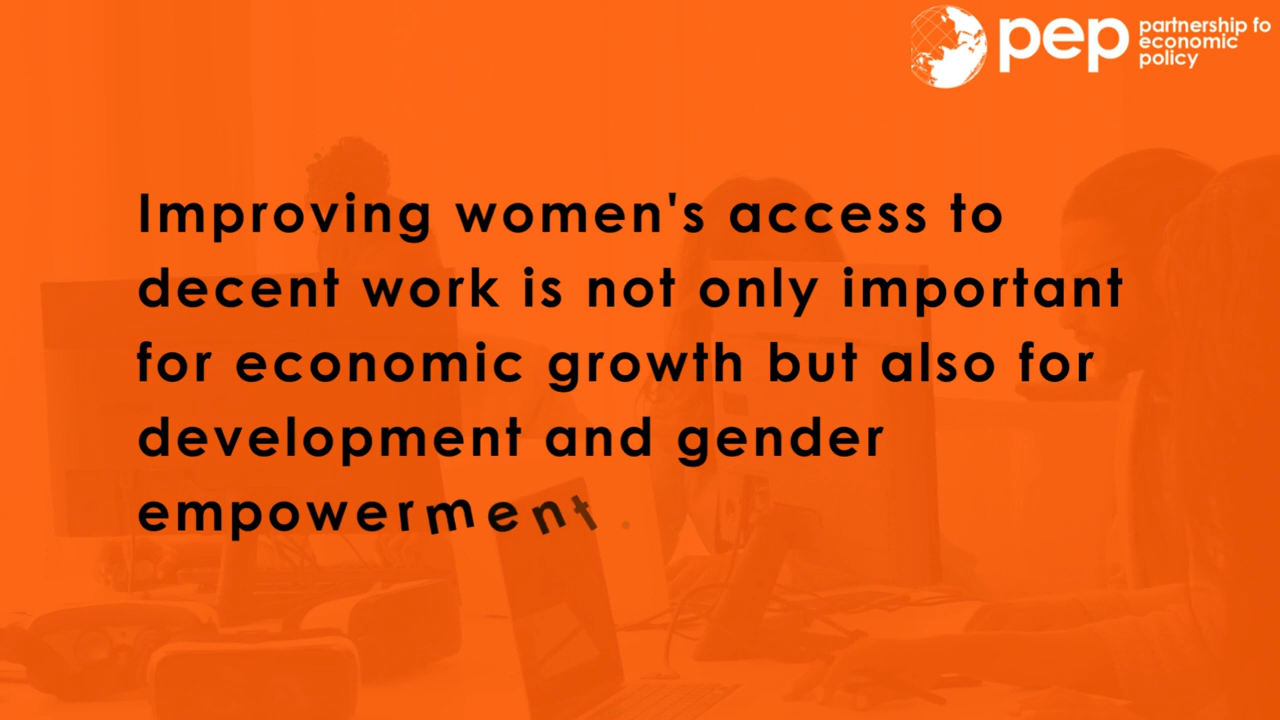 pep
partnership fo
economic
policy
Improving women's access to
decent work is not only important
for economic growth but also for
development and gender
empowerment.